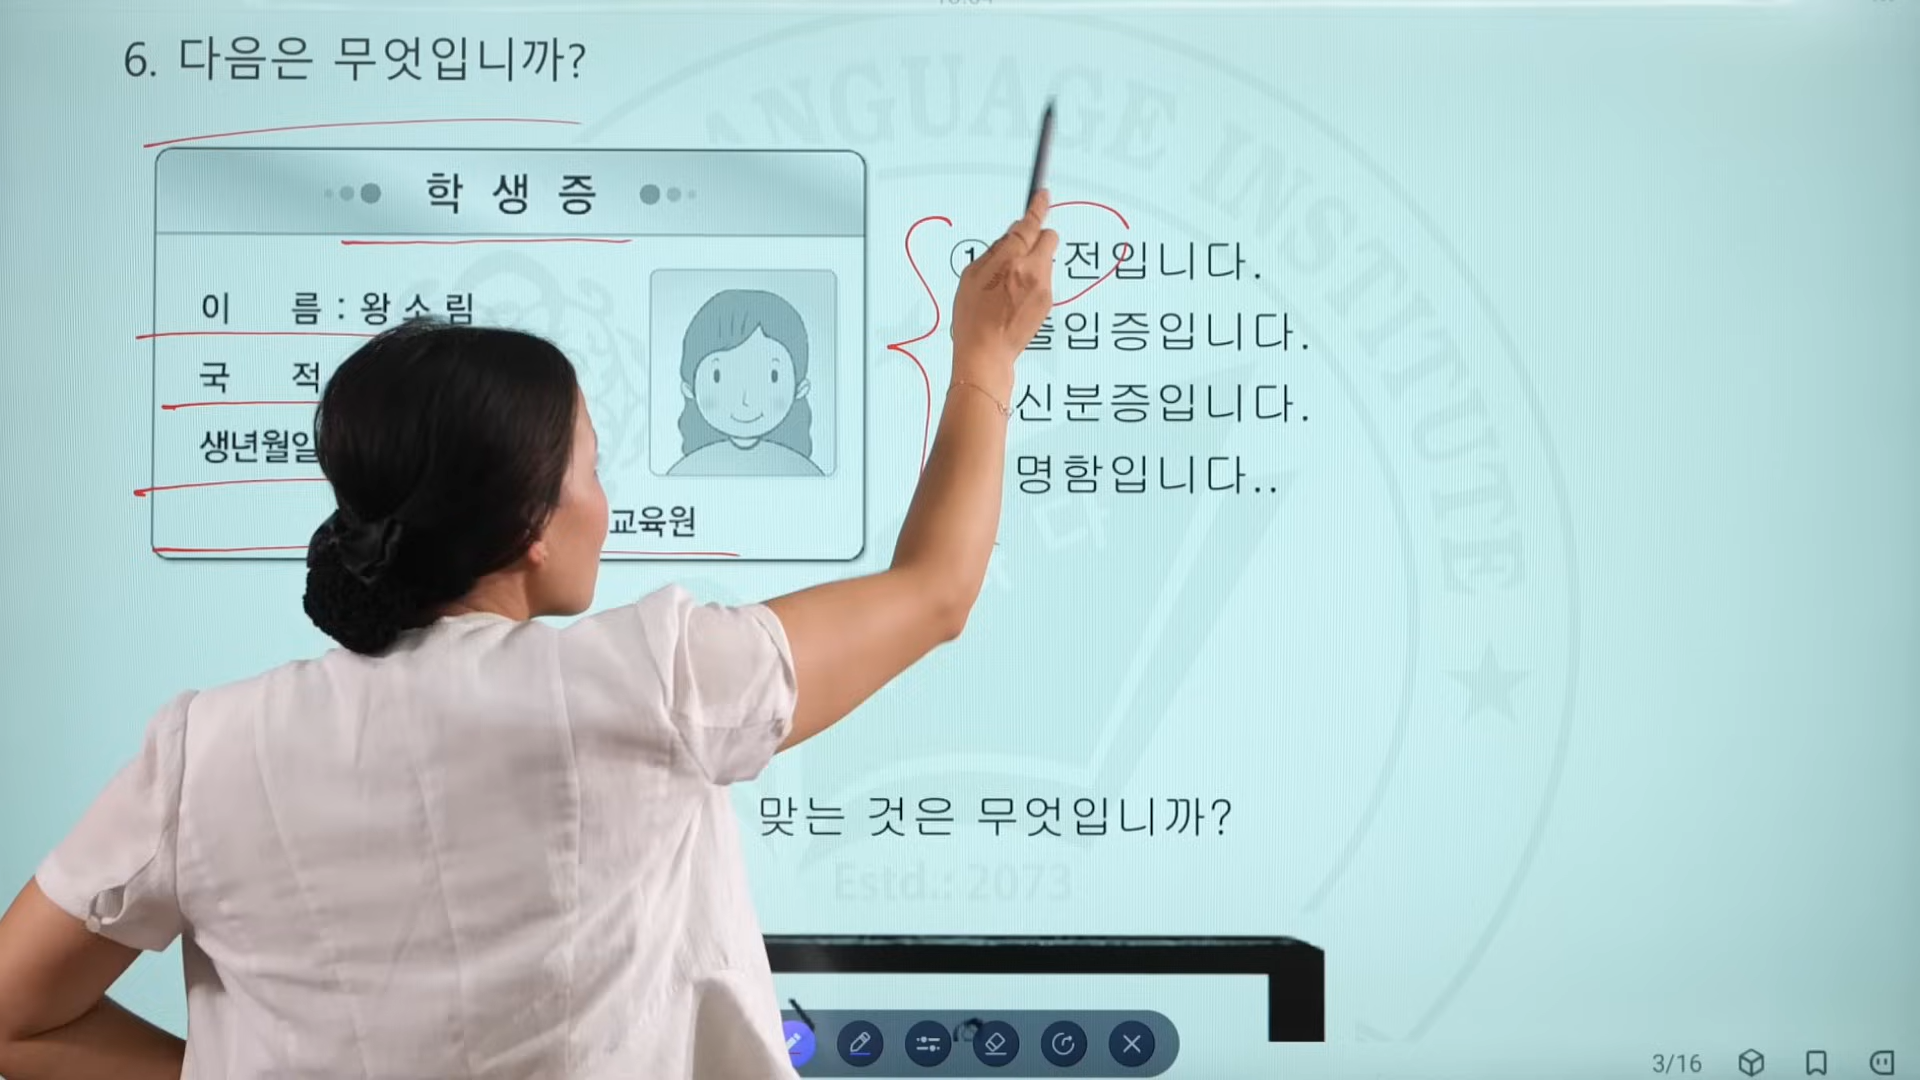 6. 다음은 무엇입니까?
학 생 증
이 름 : 왕 소 림
국 적
생년월일
교육원
① 전입니다.
출입증입니다.
신분증입니다.
명함입니다..
맞는 것은 무엇입니까?
LANGUAGE INSTITUTE
Estd.: 2073
3/16